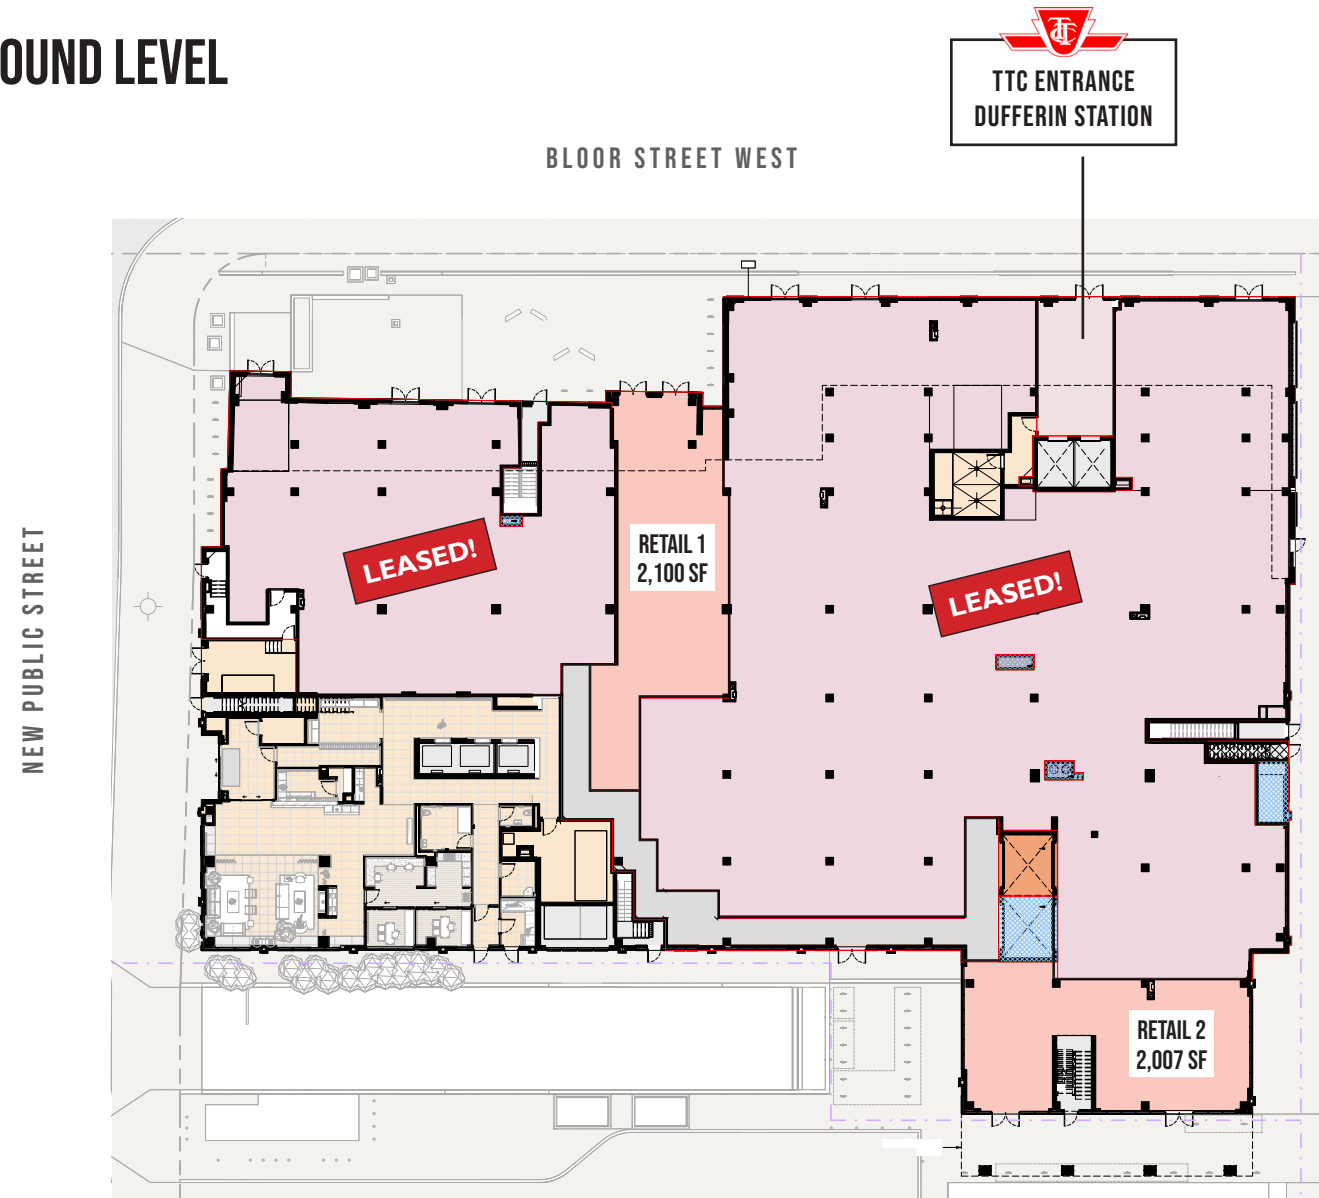 OUND LEVEL
TTC
TTC ENTRANCE
DUFFERIN STATION
BLOOR STREET WEST
NEW PUBLIC STREET
LEASED!
RETAIL 1
2,100 SF
LEASED!
RETAIL 2
2,007 SF